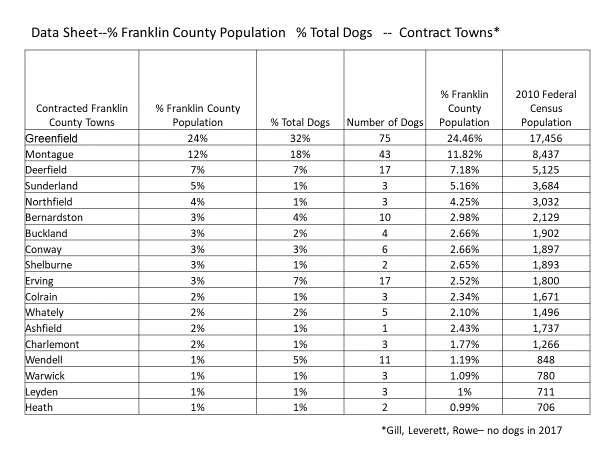 Data Sheet--% Franklin County Population % Total Dogs -- Contract Towns*
Contracted Franklin County Towns % Franklin County Population % Total Dogs Number of Dogs % Franklin County Population 2010 Federal Census Population
Greenfield 24% 32% 75 24.46% 17,456
Montague 12% 18% 43 11.82% 8,437
Deerfield 7% 7% 17 7.18% 5,125
Sunderland 5% 1% 3 5.16% 3,684
Northfield 4% 1% 3 4.25% 3,032
Bernardston 3% 4% 10 2.98% 2,129
Buckland 3% 2% 4 2.66% 1,902
Conway 3% 3% 6 2.66% 1,897
Shelburne 3% 1% 2 2.65% 1,893
Erving 3% 7% 17 2.52% 1,800
Colrain 2% 1% 3 2.34% 1,671
Whately 2% 2% 5 2.10% 1,496
Ashfield 2% 1% 1 2.43% 1,737
Charlemont 2% 1% 3 1.77% 1,266
Wendell 1% 5% 11 1.19% 848
Warwick 1% 1% 3 1.09% 780
Leyden 1% 1% 3 1% 711
Heath 1% 1% 2 0.99% 706
*Gill, Leverett, Rowe– no dogs in 2017